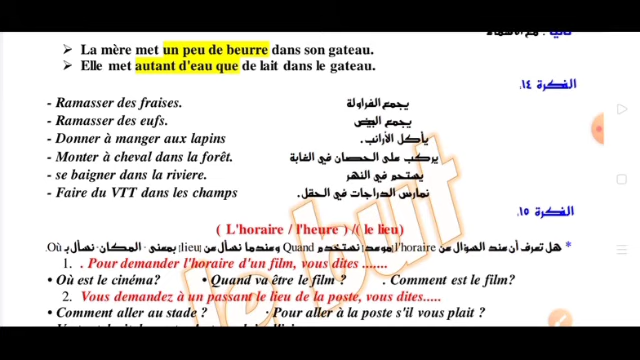 ثانيا : مع الأسماء
➢ La mère met un peu de beurre dans son gateau.
➢ Elle met autant d'eau que de lait dans le gateau.
الفكرة ١٤
- Ramasser des fraises. يجمع الفراولة
- Ramasser des eufs. يجمع البيض
- Donner à manger aux lapins يأكل الأرانب.
- Monter à cheval dans la forêt. يركب على الحصان في الغابة
- se baigner dans la riviere. يستحم في النهر
- Faire du VTT dans les champs نمارس الدراجات في الحقل.
الفكرة ١٥
( L'horaire / l'heure ) /( le lieu)
* هل تعرف أن عند السؤال عن l'horaire موعد نستخدم Quand وعندما نسأل عن [lieu] بمعنى المكان نسأل بـ Où.
1. . Pour demander l'horaire d'un film, vous dites .......
• Où est le cinéma? • Quand va être le film ? . Comment est le film?
2. Vous demandez à un passant le lieu de la poste, vous dites.....
• Comment aller au stade ? • Pour aller à la poste s'il vous plait ?
le but